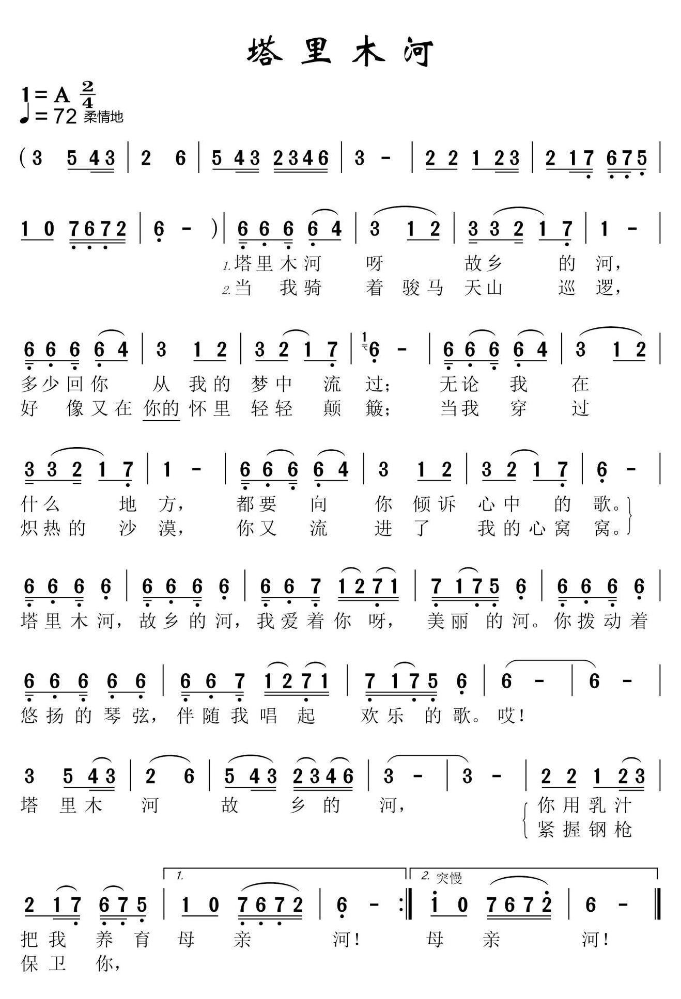 塔里木河
1=A 2/4
♩=72 柔情地
(3 5 4 3 | 2 6 | 5 4 3 2 3 4 6 | 3 - | 2 2 1 2 3 | 2 1 7 6 7 5 |
1 0 7 6 7 2 | 6 - ) | 6 6 6 6 4 | 3 1 2 | 3 3 2 1 7 | 1 - |
1. 塔里木河 呀 故乡 的 河,
2. 当 我骑 着 骏马 天山 巡 逻,
6 6 6 6 4 | 3 1 2 | 3 2 1 7 | 1 6 - | 6 6 6 6 4 | 3 1 2 |
多少回你 从 我的 梦中 流 过; 无论 我 在
好 像又在 你的 怀里 轻轻 颠 簸; 当我 穿 过
3 3 2 1 7 | 1 - | 6 6 6 6 4 | 3 1 2 | 3 2 1 7 | 6 - |
什么 地 方, 都要 向 你 倾诉 心中 的 歌。
炽热的 沙 漠, 你又 流 进 了 我的心窝 窝。
6 6 6 6 | 6 6 6 6 | 6 6 7 1 2 7 1 | 7 1 7 5 6 | 6 6 6 6 |
塔里木河, 故乡的河, 我爱着你 呀, 美丽 的河。你拨动着
6 6 6 6 6 | 6 6 7 1 2 7 1 | 7 1 7 5 6 | 6 - | 6 - |
悠扬的琴弦, 伴随我唱 起 欢乐 的歌。哎!
3 5 4 3 | 2 6 | 5 4 3 2 3 4 6 | 3 - | 3 - | 2 2 1 2 3 |
塔 里木 河 故 乡 的 河, 你用乳汁
紧握钢枪
1. 2. 突慢
2 1 7 6 7 5 | 1 0 7 6 7 2 | 6 - :| 1 0 7 6 7 2 | 6 - ‖
把我 养 育 母 亲 河! 母 亲 河!
保卫 你,